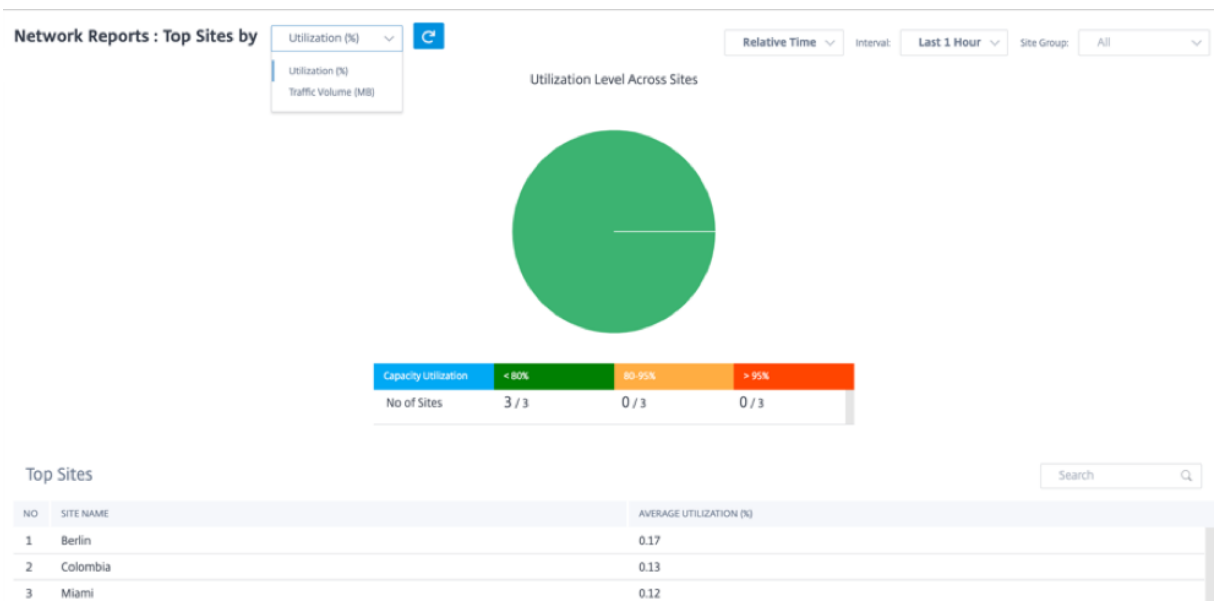 Network Reports : Top Sites by Utilization (%) Relative Time Interval: Last 1 Hour Site Group: All
Utilization (%)
Traffic Volume (MB)
Utilization Level Across Sites
Capacity Utilization < 80% 80-95% > 95%
No of Sites 3 / 3 0 / 3 0 / 3
Top Sites Search
NO SITE NAME AVERAGE UTILIZATION (%)
1 Berlin 0.17
2 Colombia 0.13
3 Miami 0.12